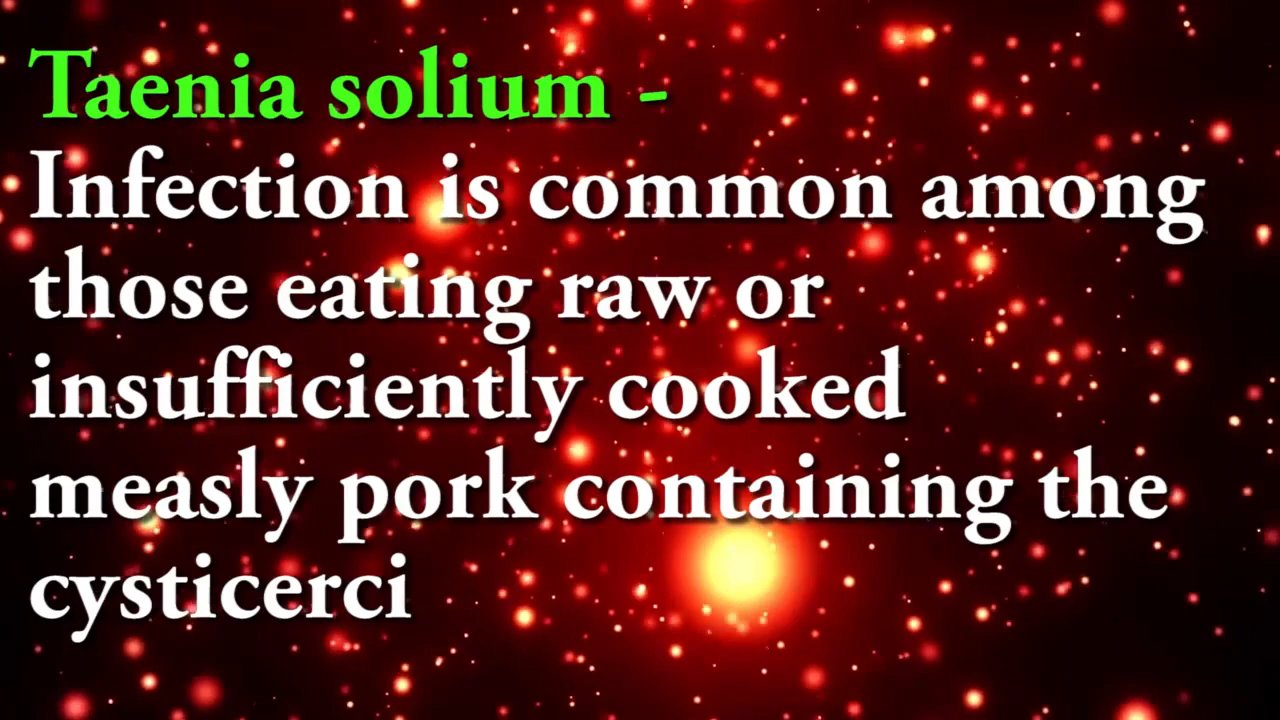 Taenia solium -
Infection is common among
those eating raw or
insufficiently cooked
measly pork containing the
cysticerci